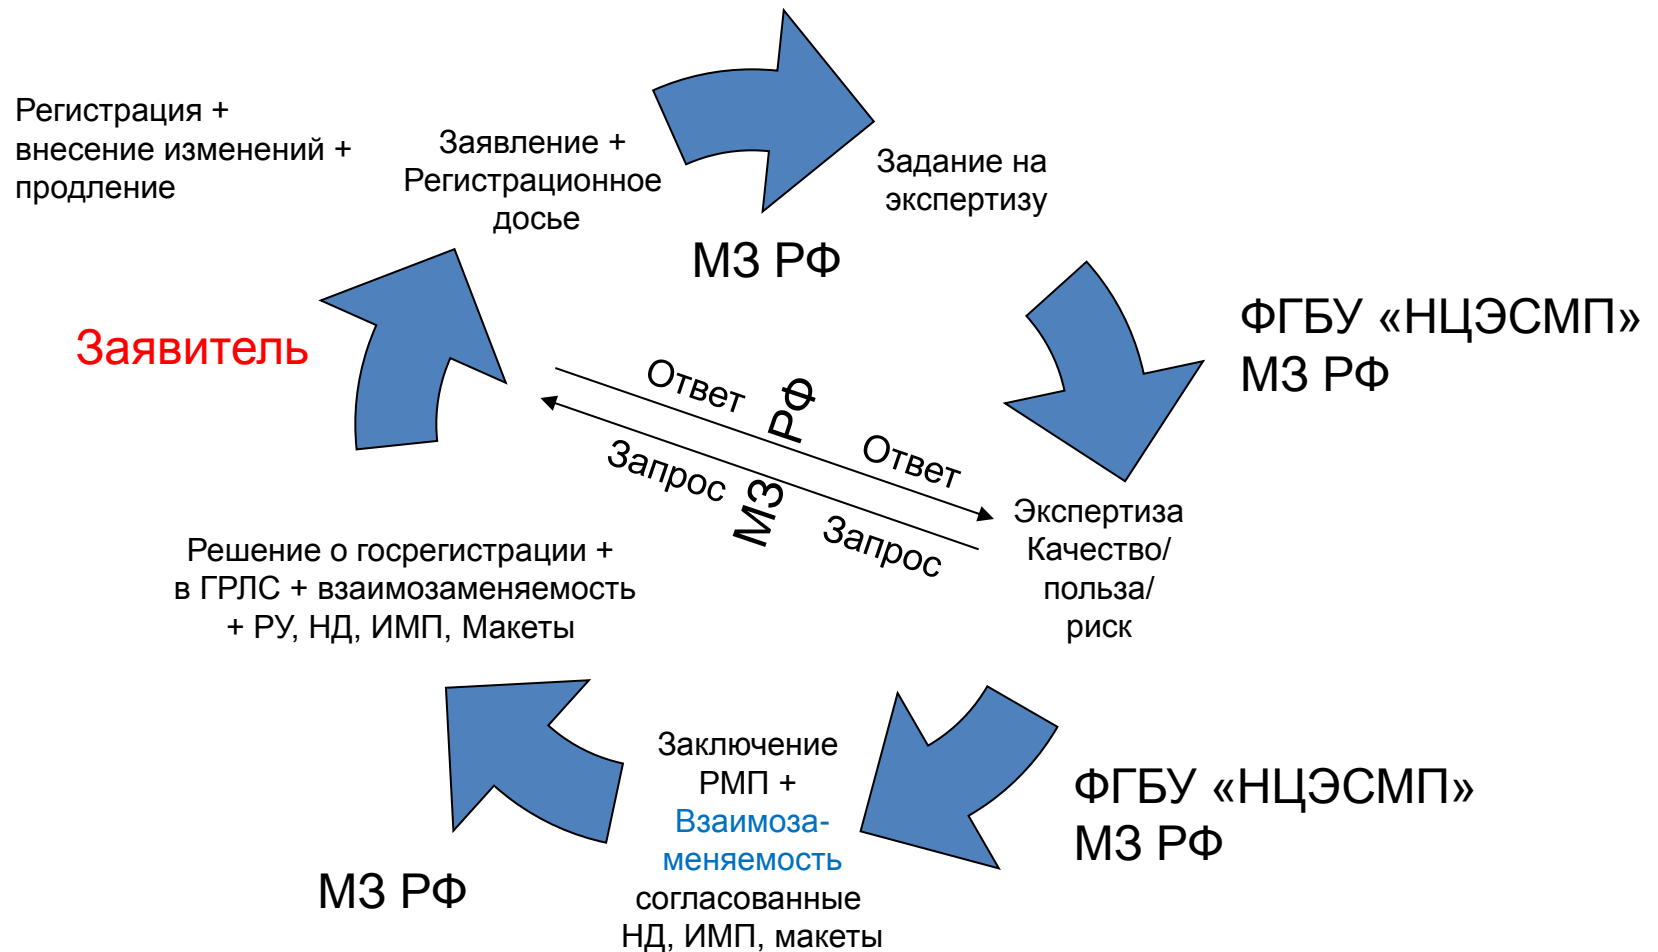 Регистрация +
внесение изменений +
продление
Заявление +
Регистрационное
досье
Задание на
экспертизу
МЗ РФ
ФГБУ «НЦЭСМП»
МЗ РФ
Заявитель
Ответ
МЗ РФ
Ответ
Запрос
Запрос
Экспертиза
Качество/
польза/
риск
Решение о госрегистрации +
в ГРЛС + взаимозаменяемость
+ РУ, НД, ИМП, Макеты
Заключение
РМП +
Взаимоза-
меняемость
согласованные
НД, ИМП, макеты
ФГБУ «НЦЭСМП»
МЗ РФ
МЗ РФ